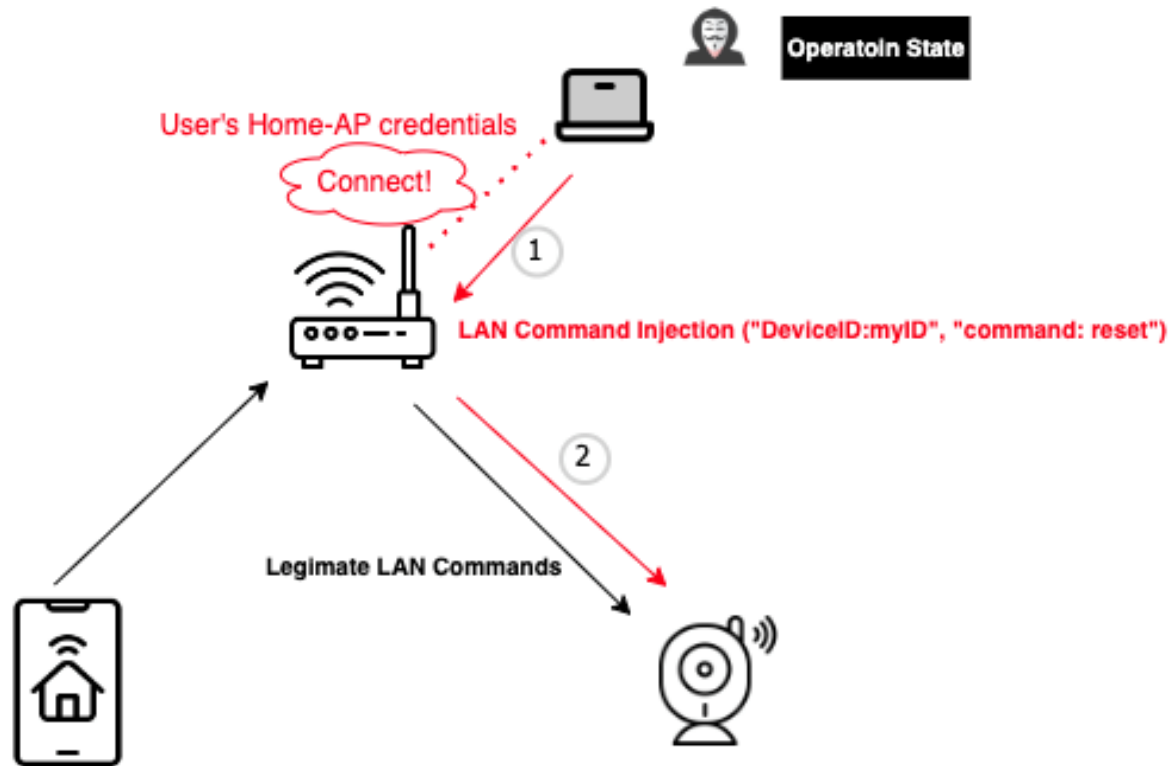 Operatoin State
User's Home-AP credentials
Connect!
1
LAN Command Injection ("DeviceID:myID", "command: reset")
2
Legimate LAN Commands